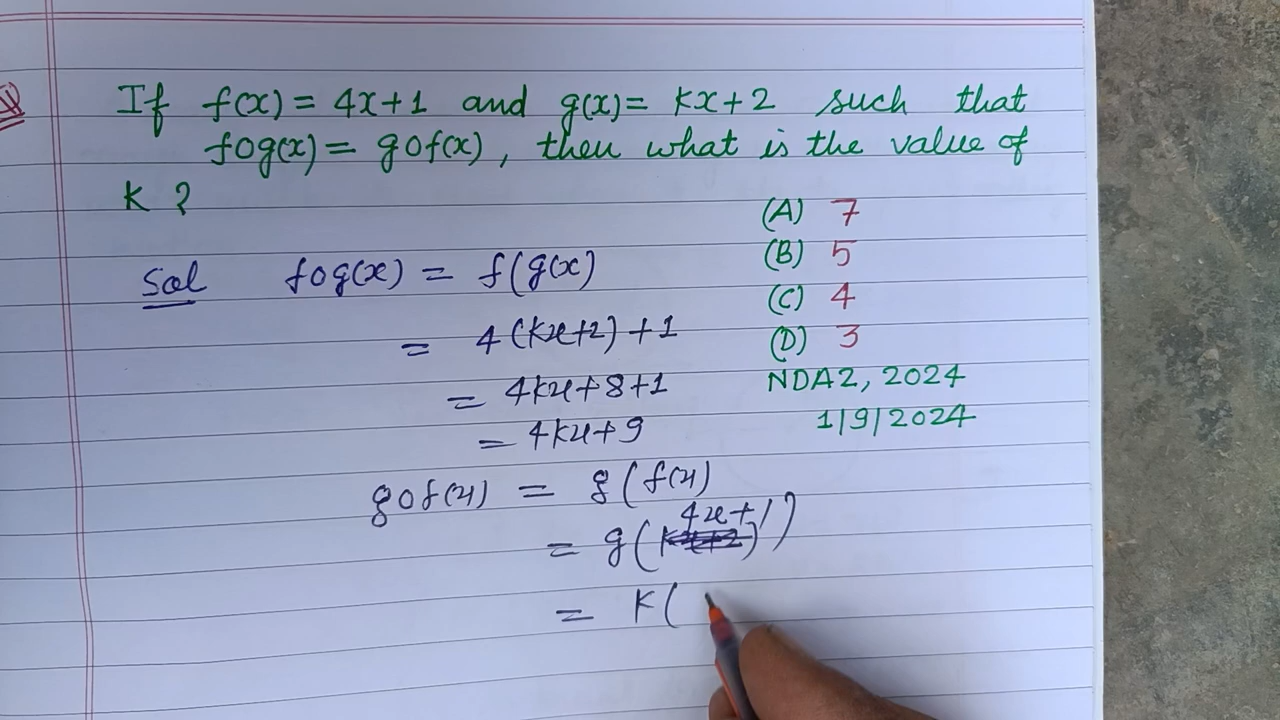 If f(x) = 4x+1 and g(x) = kx+2 such that
fog(x) = gof(x), then what is the value of
k ?
(A) 7
(B) 5
(C) 4
(D) 3
NDA2, 2024
1/9/2024
Sol fog(x) = f(g(x)
= 4(kx+2)+1
= 4kx+8+1
= 4kx+9
gof(x) = g(f(x)
= g(4x+1)
= k(